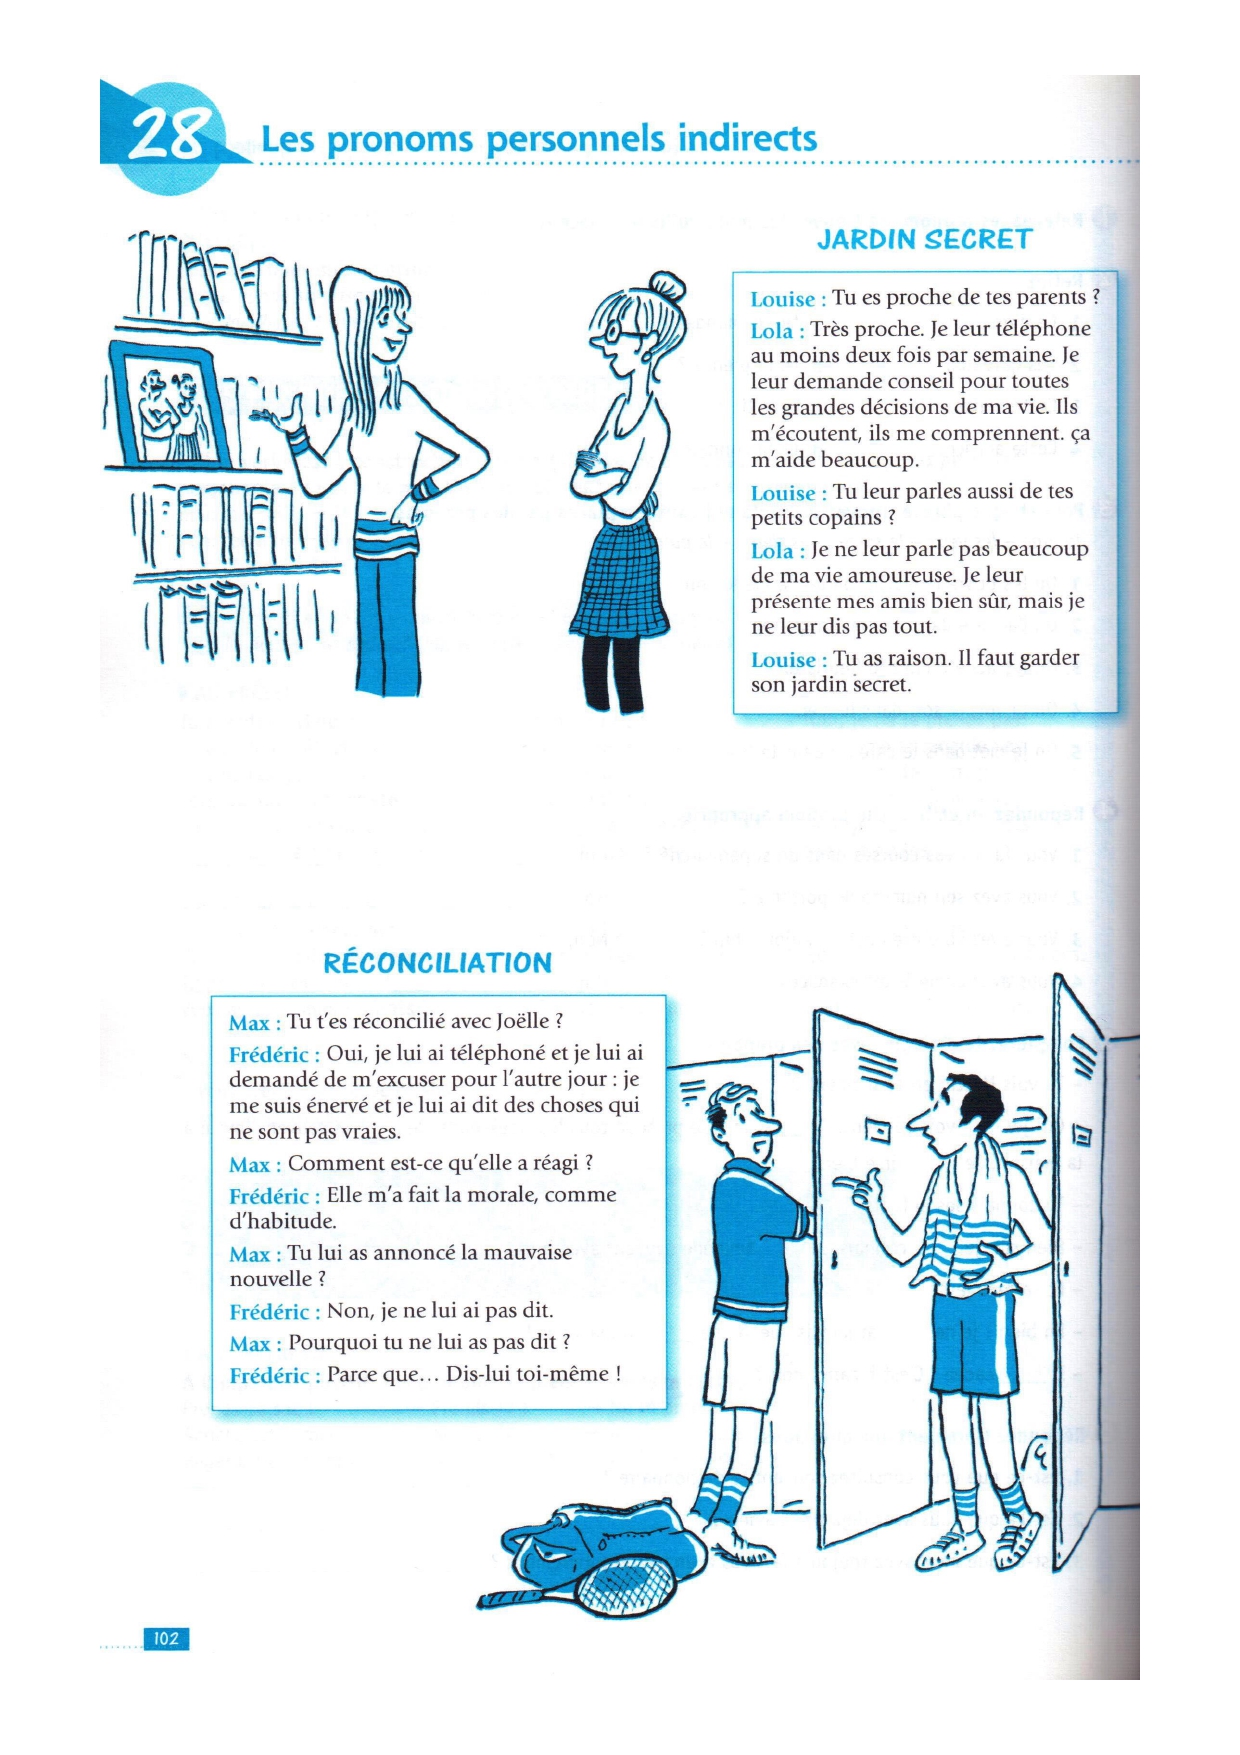 28
Les pronoms personnels indirects
JARDIN SECRET
Louise : Tu es proche de tes parents ?
Lola : Très proche. Je leur téléphone
au moins deux fois par semaine. Je
leur demande conseil pour toutes
les grandes décisions de ma vie. Ils
m'écoutent, ils me comprennent. ça
m'aide beaucoup.
Louise : Tu leur parles aussi de tes
petits copains ?
Lola : Je ne leur parle pas beaucoup
de ma vie amoureuse. Je leur
présente mes amis bien sûr, mais je
ne leur dis pas tout.
Louise : Tu as raison. Il faut garder
son jardin secret.
RÉCONCILIATION
Max : Tu t'es réconcilié avec Joëlle ?
Frédéric : Oui, je lui ai téléphoné et je lui ai
demandé de m'excuser pour l'autre jour : je
me suis énervé et je lui ai dit des choses qui
ne sont pas vraies.
Max : Comment est-ce qu'elle a réagi ?
Frédéric : Elle m'a fait la morale, comme
d'habitude.
Max : Tu lui as annoncé la mauvaise
nouvelle ?
Frédéric : Non, je ne lui ai pas dit.
Max : Pourquoi tu ne lui as pas dit ?
Frédéric : Parce que... Dis-lui toi-même !
102